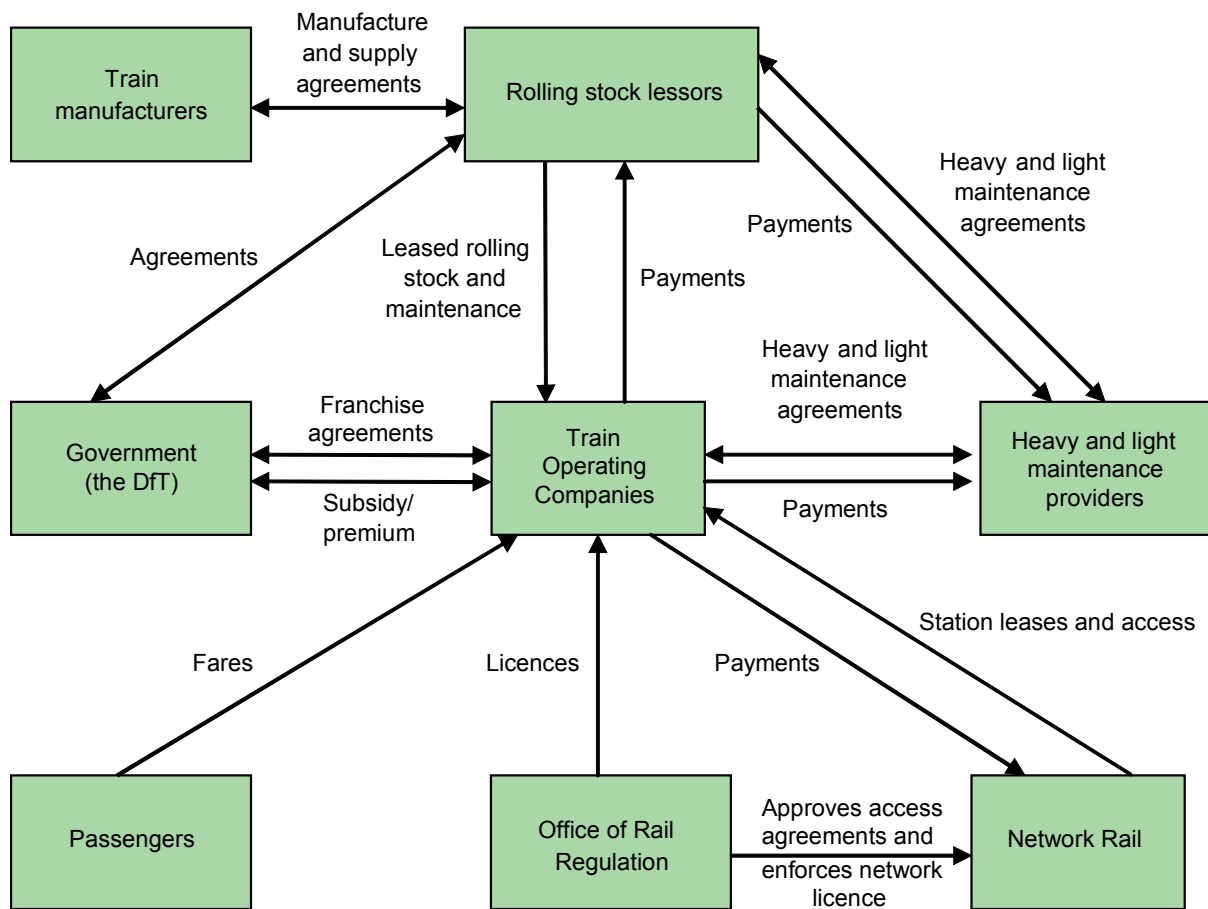 Manufacture
and supply
agreements
Train
manufacturers
Rolling stock lessors
Heavy and light
maintenance
agreements
Payments
Agreements
Leased rolling
stock and
maintenance
Payments
Heavy and light
maintenance
agreements
Franchise
agreements
Government
(the DfT)
Subsidy/
premium
Train
Operating
Companies
Payments
Heavy and light
maintenance
providers
Station leases and access
Fares
Licences
Payments
Passengers
Office of Rail
Regulation
Approves access
agreements and
enforces network
licence
Network Rail